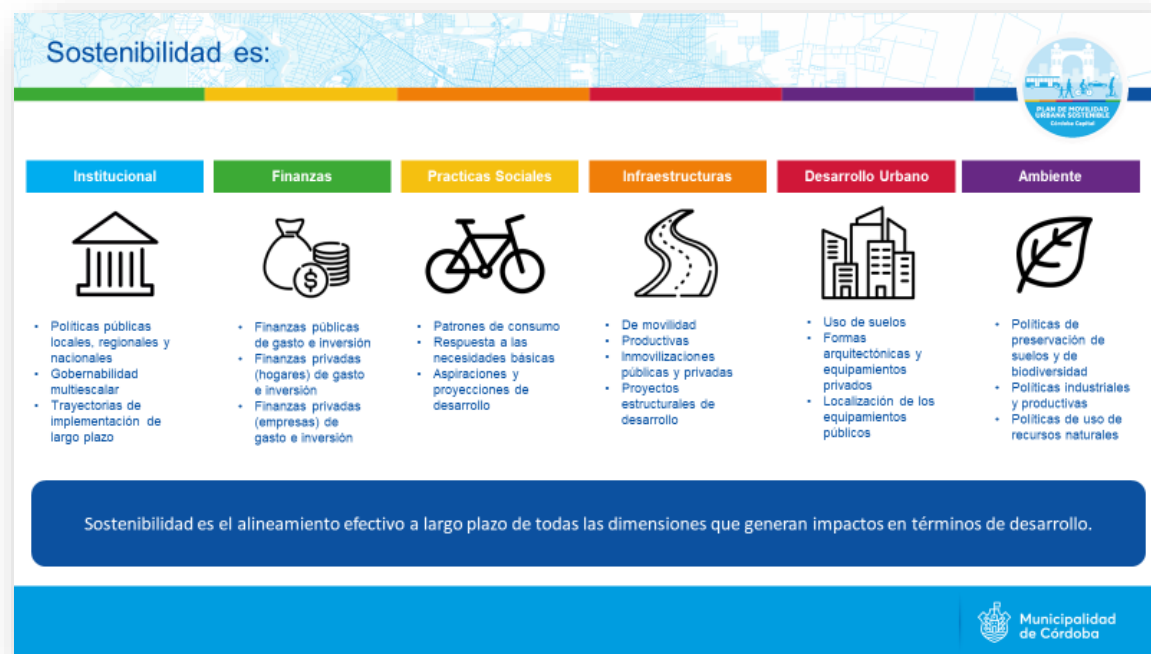 Sostenibilidad es:
PLAN DE MOVILIDAD
URBANA SOSTENIBLE
Córdoba Capital
Institucional
• Políticas públicas
locales, regionales y
nacionales
• Gobernabilidad
multiescalar
• Trayectorias de
implementación de
largo plazo
Finanzas
$
• Finanzas públicas
de gasto e inversión
• Finanzas privadas
(hogares) de gasto
e inversión
• Finanzas privadas
(empresas) de
gasto e inversión
Practicas Sociales
• Patrones de consumo
• Respuesta a las
necesidades básicas
• Aspiraciones y
proyecciones de
desarrollo
Infraestructuras
• De movilidad
• Productivas
• Inmovilizaciones
públicas y privadas
• Proyectos
estructurales de
desarrollo
Desarrollo Urbano
• Uso de suelos
• Formas
arquitectónicas y
equipamientos
privados
• Localización de los
equipamientos
públicos
Ambiente
• Políticas de
preservación de
suelos y de
biodiversidad
• Políticas industriales
y productivas
• Políticas de uso de
recursos naturales
Sostenibilidad es el alineamiento efectivo a largo plazo de todas las dimensiones que generan impactos en términos de desarrollo.
Municipalidad
de Córdoba